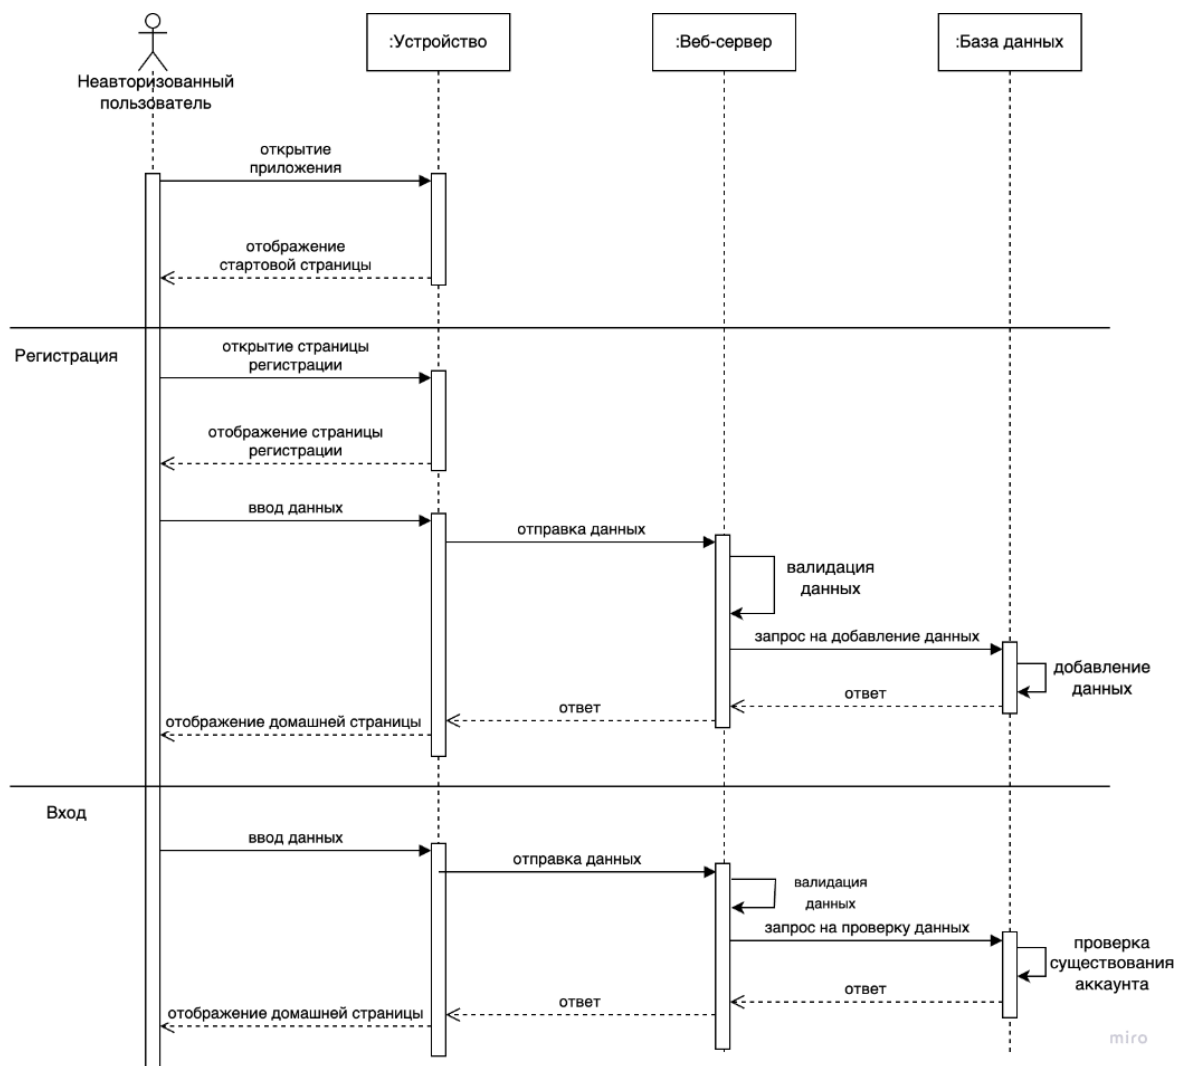 :Устройство
:Веб-сервер
:База данных
Неавторизованный
пользователь
открытие
приложения
отображение
стартовой страницы
Регистрация
открытие страницы
регистрации
отображение страницы
регистрации
ввод данных
отправка данных
валидация
данных
запрос на добавление данных
добавление
данных
ответ
ответ
отображение домашней страницы
Вход
ввод данных
отправка данных
валидация
данных
запрос на проверку данных
проверка
существования
аккаунта
ответ
ответ
отображение домашней страницы
miro